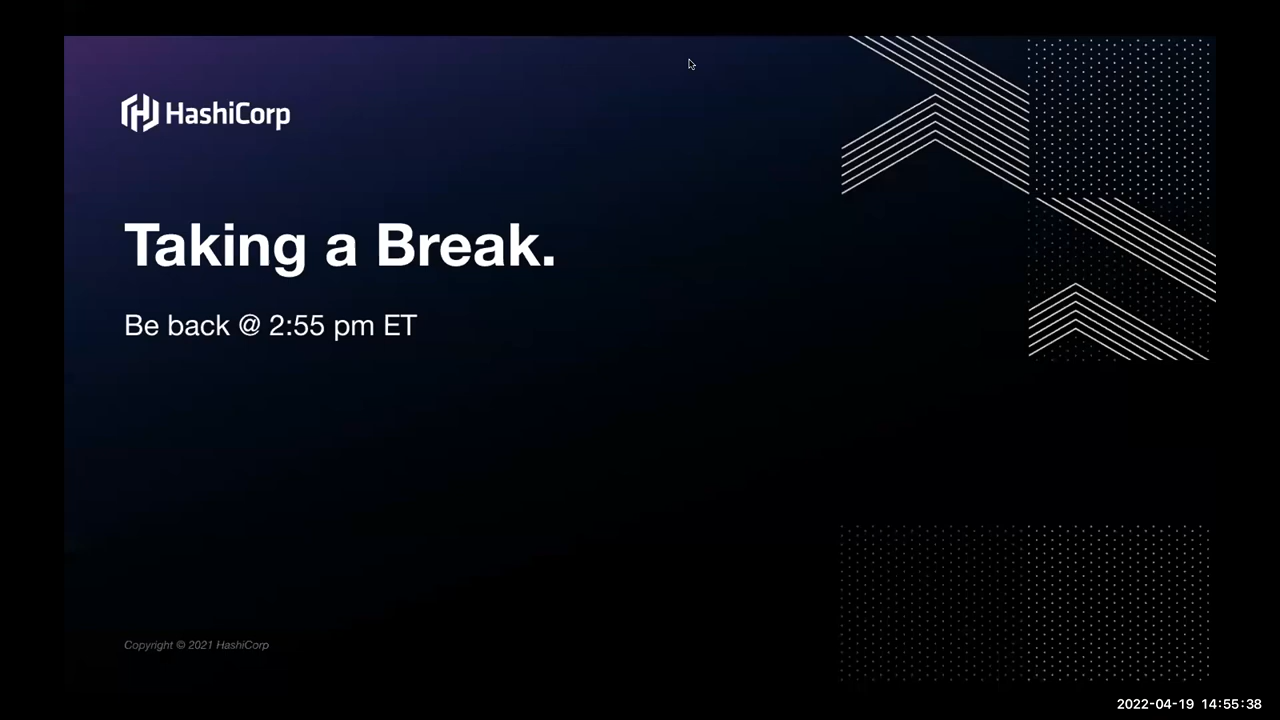 HashiCorp
Taking a Break.
Be back @ 2:55 pm ET
Copyright © 2021 HashiCorp
2022-04-19 14:55:38